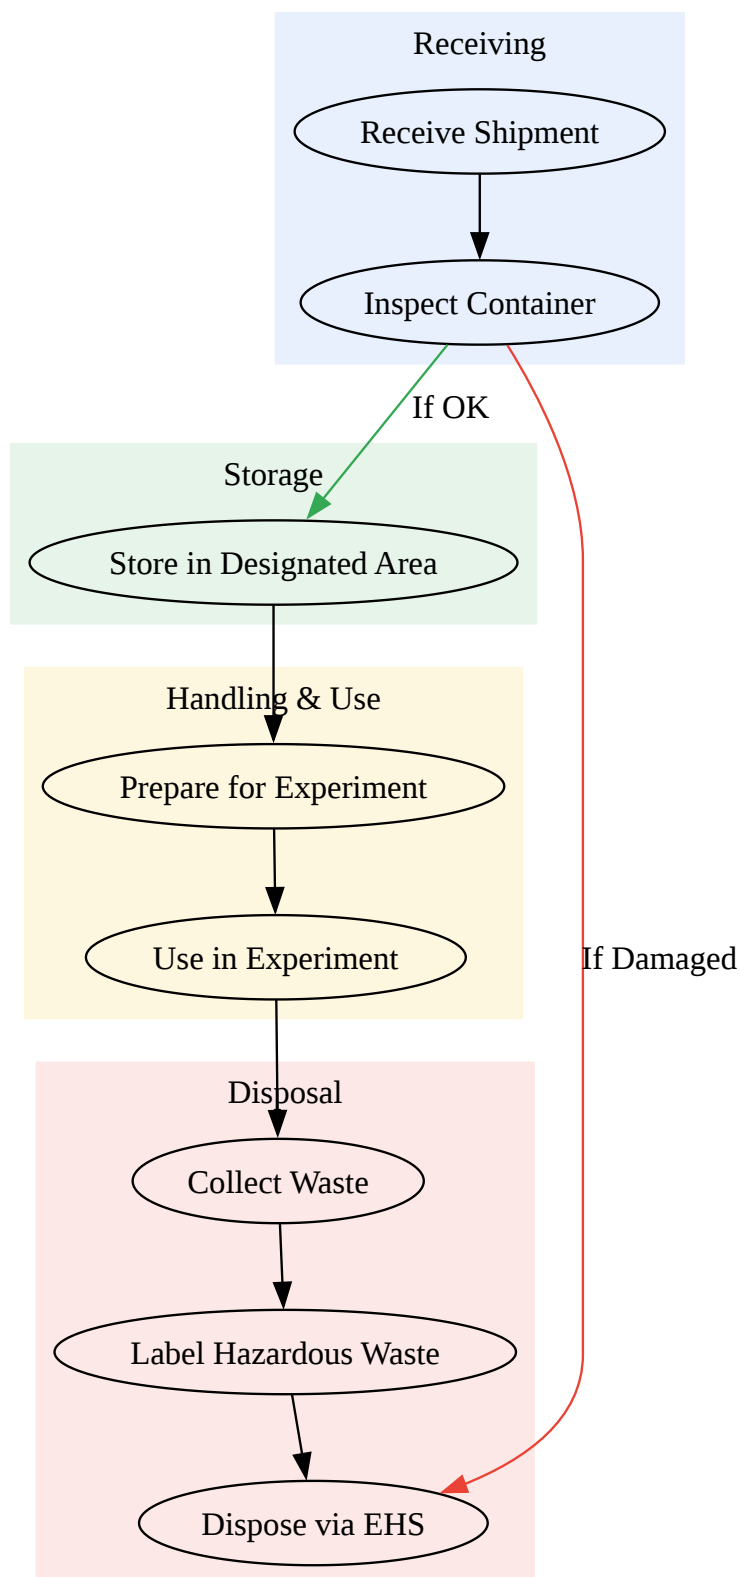 Receiving
Receive Shipment
Inspect Container
If OK
Storage
Store in Designated Area
Handling & Use
Prepare for Experiment
Use in Experiment
If Damaged
Disposal
Collect Waste
Label Hazardous Waste
Dispose via EHS